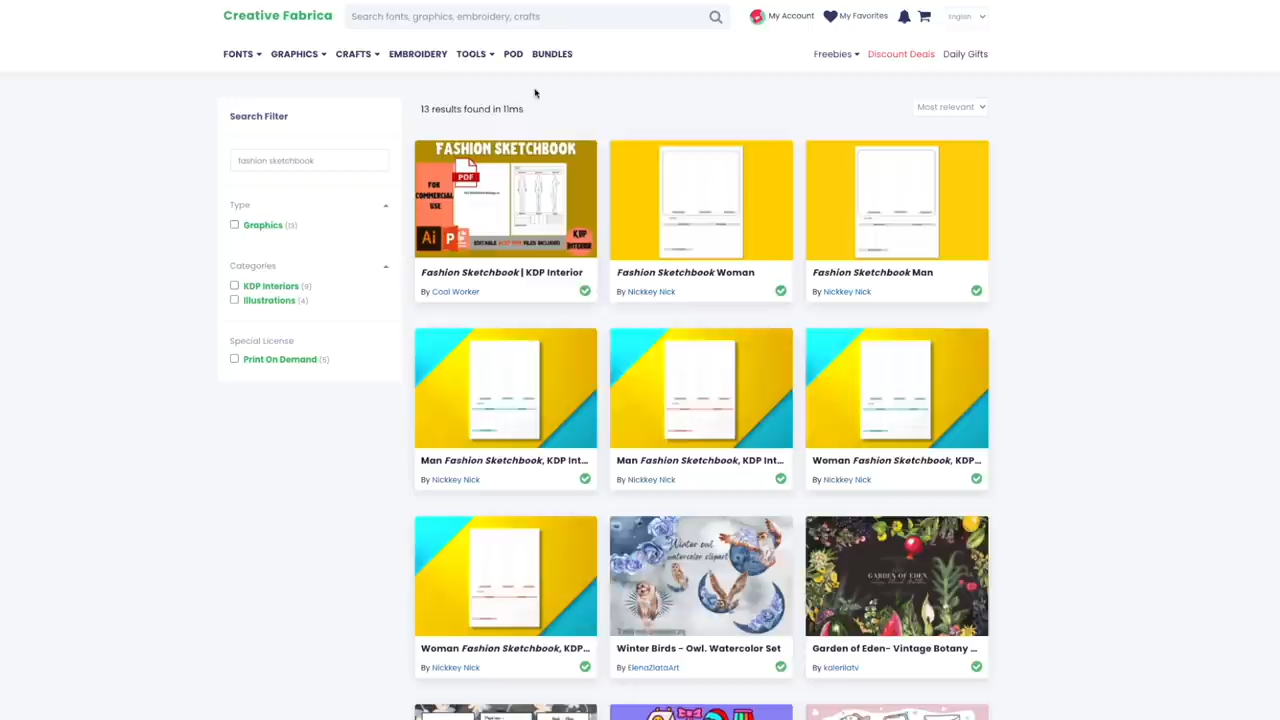 Creative Fabrica
Search fonts, graphics, embroidery, crafts
My Account
My Favorites
English
FONTS
GRAPHICS
CRAFTS
EMBROIDERY
TOOLS
POD
BUNDLES
Freebies
Discount Deals
Daily Gifts
Search Filter
fashion sketchbook
Type
Graphics (13)
Categories
KDP Interiors (9)
Illustrations (4)
Special License
Print On Demand (5)
13 results found in 11ms
Most relevant
FASHION SKETCHBOOK
PDF
FOR
COMMERCIAL
USE
Ai
P
KDP
INTERIOR
Fashion Sketchbook | KDP Interior
By Cool Worker
Fashion Sketchbook Woman
By Nickkey Nick
Fashion Sketchbook Man
By Nickkey Nick
Man Fashion Sketchbook, KDP Int...
By Nickkey Nick
Man Fashion Sketchbook, KDP Int...
By Nickkey Nick
Woman Fashion Sketchbook, KDP...
By Nickkey Nick
Woman Fashion Sketchbook, KDP...
By Nickkey Nick
Winter owl
watercolor clipart
Winter Birds - Owl. Watercolor Set
By ElenaZlataArt
GARDEN OF EDEN
Garden of Eden- Vintage Botany ...
By kalerilatv